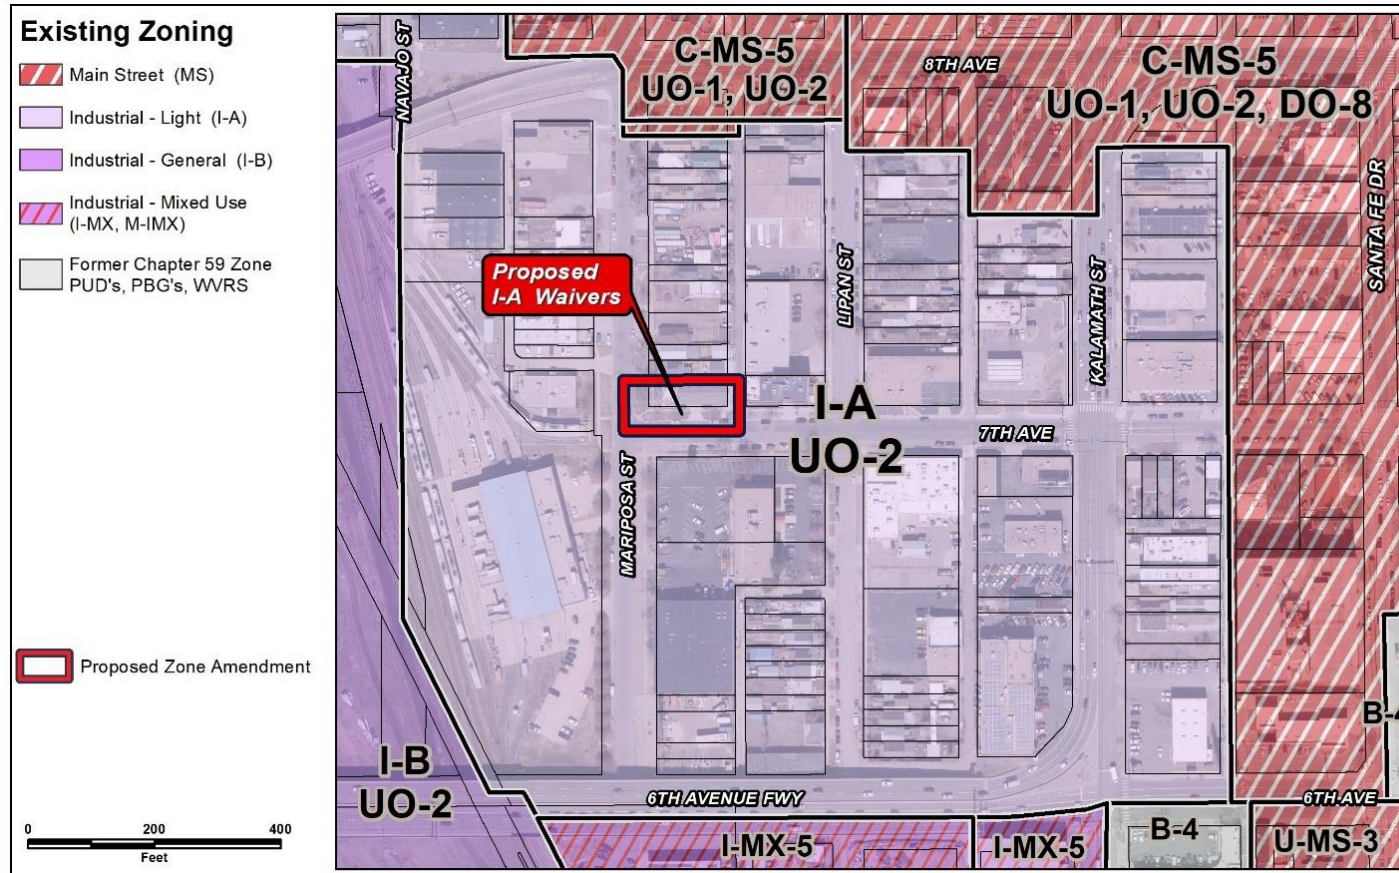 Existing Zoning
Main Street (MS)
Industrial - Light (I-A)
Industrial - General (I-B)
Industrial - Mixed Use
(I-MX, M-IMX)
Former Chapter 59 Zone
PUD's, PBG's, WVRS
Proposed Zone Amendment
0 200 400
Feet
NAVAJO ST
C-MS-5
UO-1, UO-2
8TH AVE
C-MS-5
UO-1, UO-2, DO-8
SANTA FE DR
Proposed
I-A Waivers
LIPAN ST
KALAMATH ST
I-A
UO-2
7TH AVE
MARIPOSA ST
B-4
I-B
UO-2
6TH AVENUE FWY
6TH AVE
I-MX-5
I-MX-5
B-4
U-MS-3